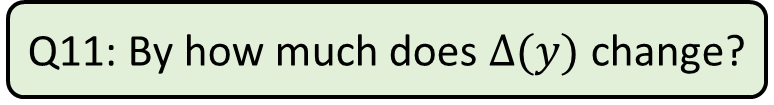 Q11: By how much does Δ(y) change?